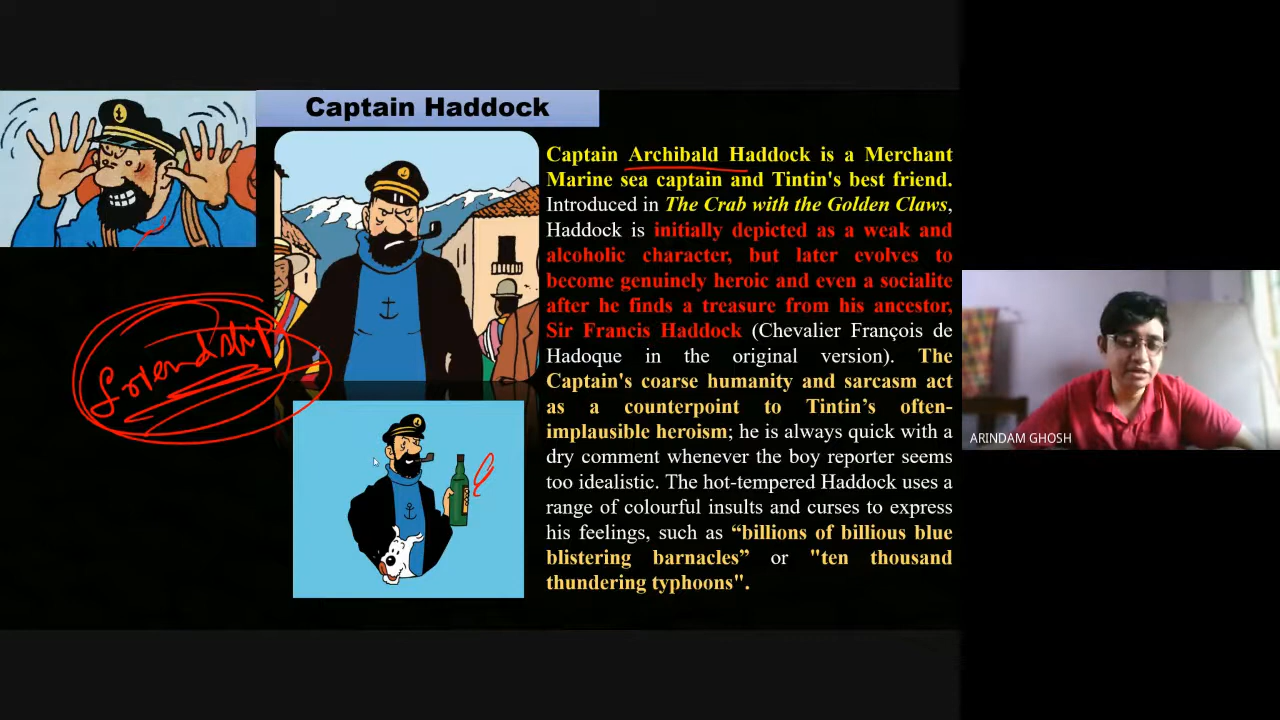 Captain Haddock
Captain Archibald Haddock is a Merchant
Marine sea captain and Tintin's best friend.
Introduced in The Crab with the Golden Claws,
Haddock is initially depicted as a weak and
alcoholic character, but later evolves to
become genuinely heroic and even a socialite
after he finds a treasure from his ancestor,
Sir Francis Haddock (Chevalier François de
Hadoque in the original version). The
Captain's coarse humanity and sarcasm act
as a counterpoint to Tintin’s often-
implausible heroism; he is always quick with a
dry comment whenever the boy reporter seems
too idealistic. The hot-tempered Haddock uses a
range of colourful insults and curses to express
his feelings, such as “billions of billious blue
blistering barnacles” or "ten thousand
thundering typhoons".
friendship
ARINDAM GHOSH